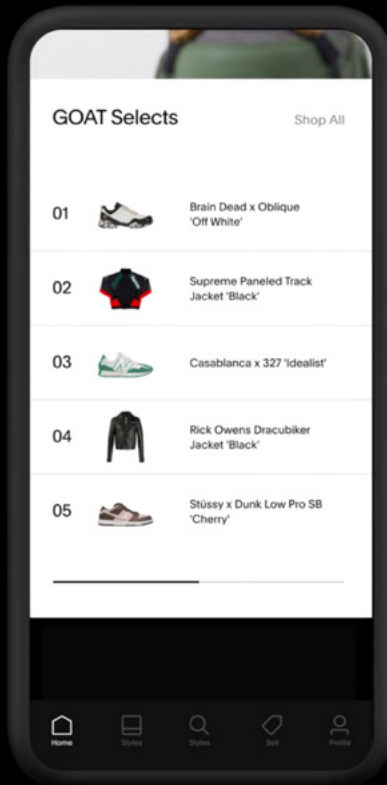 GOAT Selects
Shop All
01
Brain Dead x Oblique
'Off White'
02
Supreme Paneled Track
Jacket 'Black'
03
Casablanca x 327 'Idealist'
04
Rick Owens Dracubiker
Jacket 'Black'
05
Stüssy x Dunk Low Pro SB
'Cherry'
Home
Styles
Styles
Sell
Profile